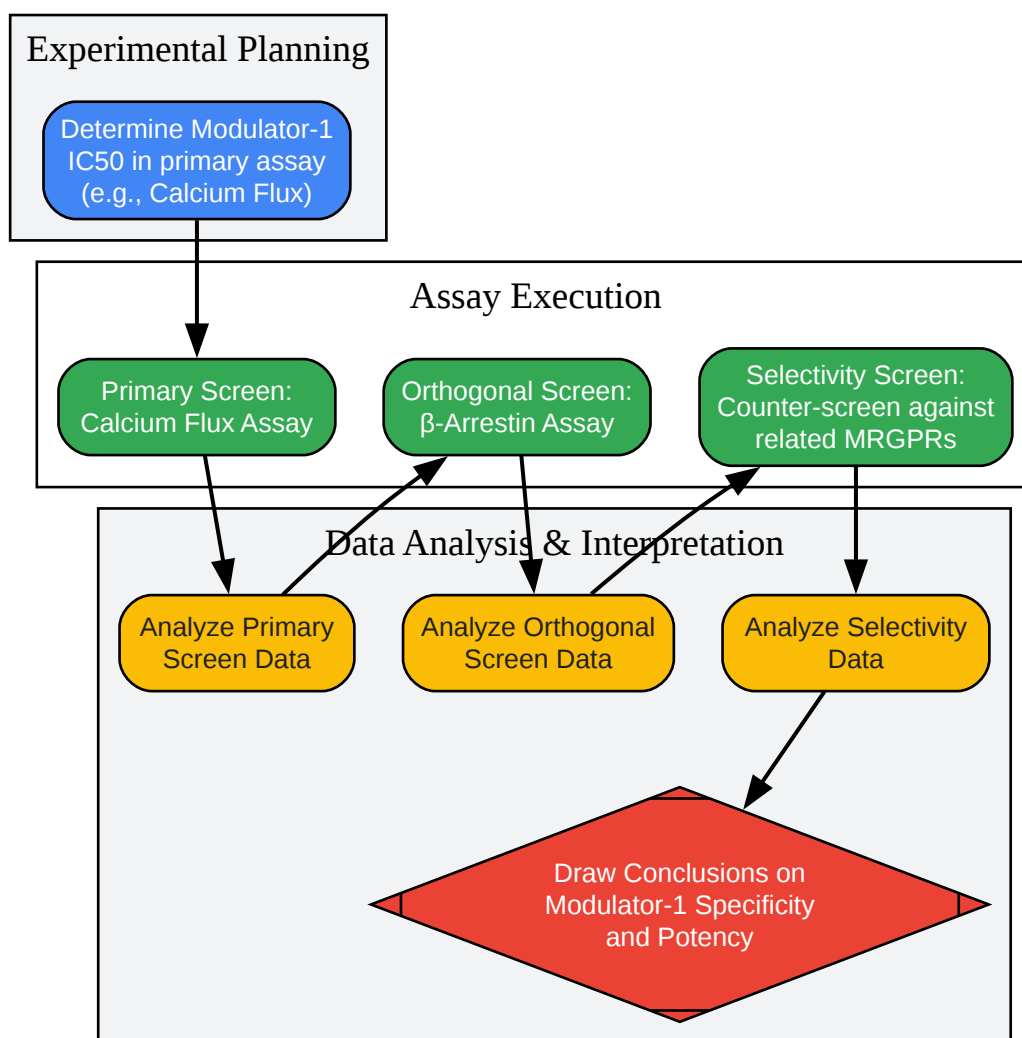 Experimental Planning
Determine Modulator-1
IC50 in primary assay
(e.g., Calcium Flux)
Assay Execution
Primary Screen:
Calcium Flux Assay
Orthogonal Screen:
β-Arrestin Assay
Selectivity Screen:
Counter-screen against
related MRGPRs
Data Analysis & Interpretation
Analyze Primary
Screen Data
Analyze Orthogonal
Screen Data
Analyze Selectivity
Data
Draw Conclusions on
Modulator-1 Specificity
and Potency